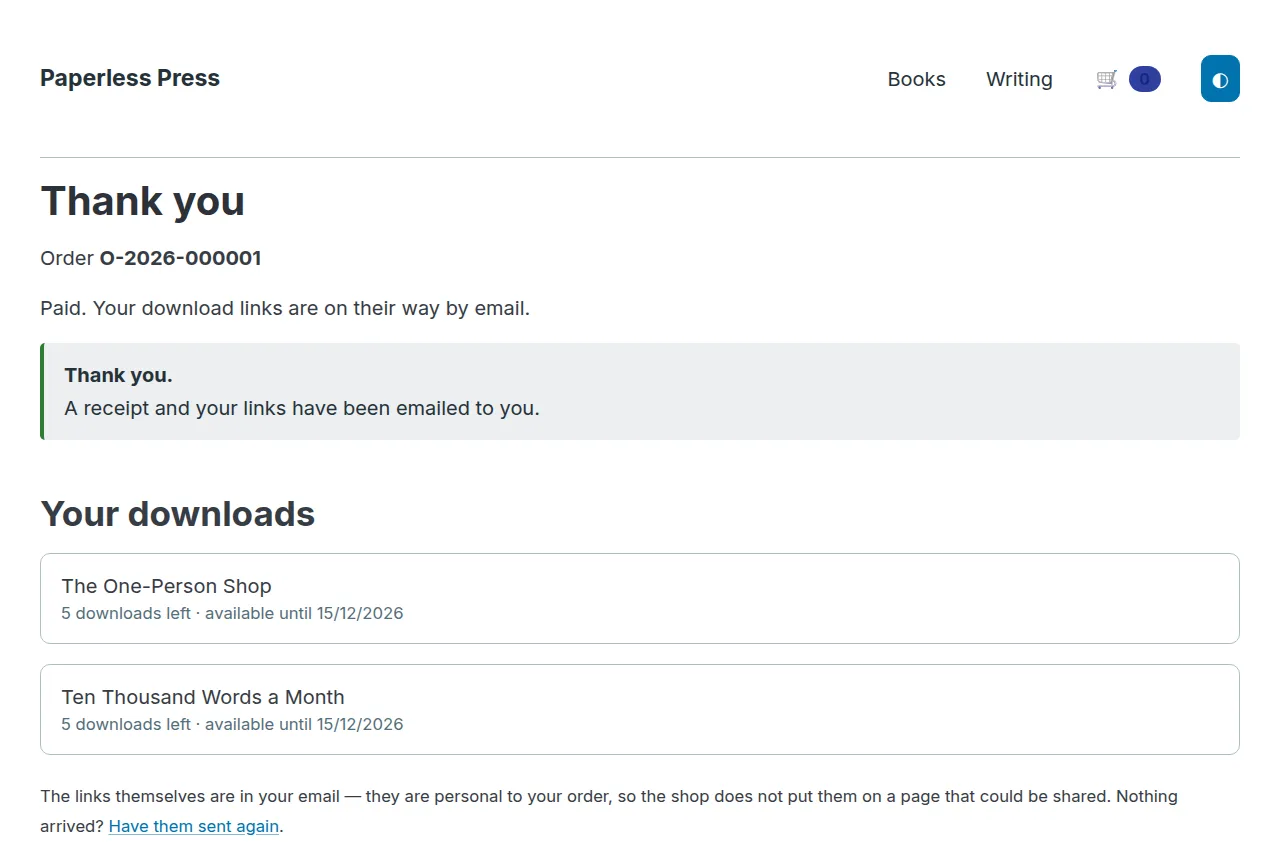 Paperless Press
Books
Writing
🛒 0
Thank you
Order O-2026-000001
Paid. Your download links are on their way by email.
Thank you.
A receipt and your links have been emailed to you.
Your downloads
The One-Person Shop
5 downloads left · available until 15/12/2026
Ten Thousand Words a Month
5 downloads left · available until 15/12/2026
The links themselves are in your email — they are personal to your order, so the shop does not put them on a page that could be shared. Nothing
arrived? Have them sent again.